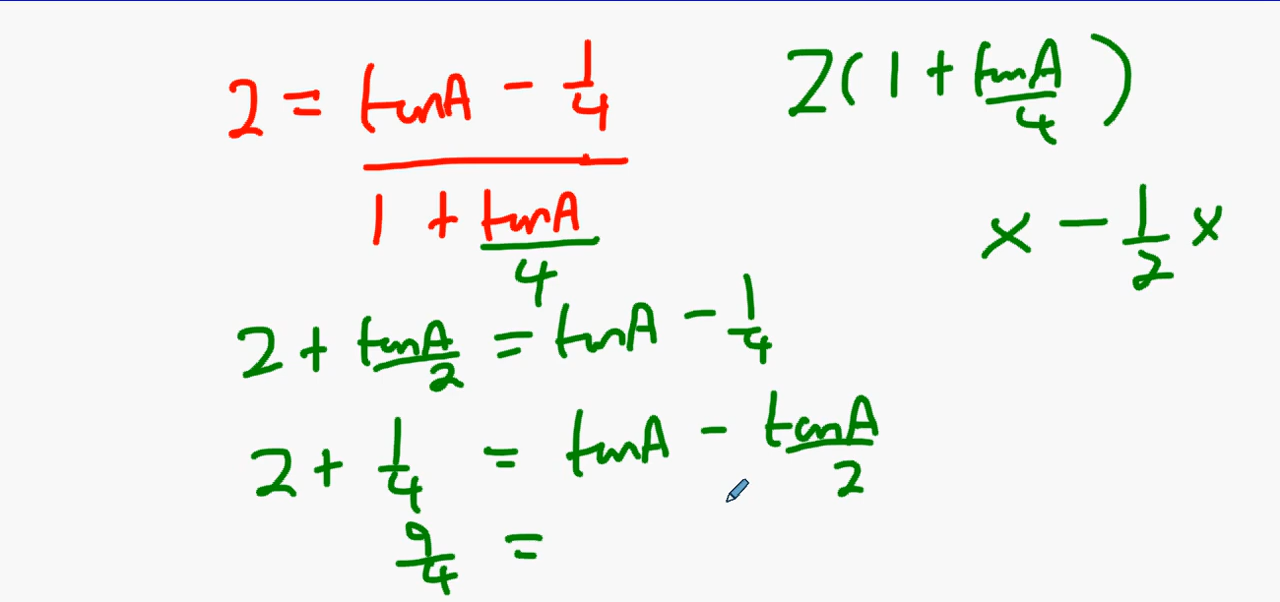 2 = (tanA - 1/4)/(1 + tanA/4)
2(1 + tanA/4)
x - 1/2 x
2 + tanA/2 = tanA - 1/4
2 + 1/4 = tanA - tanA/2
9/4 =